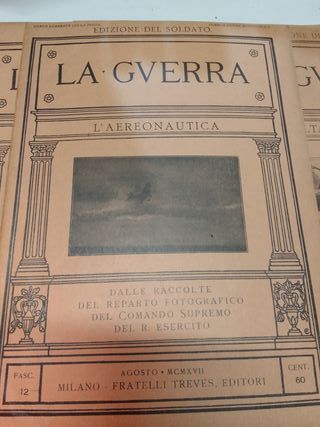 EDIZIONE DEL SOLDATO
LA · GVERRA
L'AEREONAUTICA
DALLE RACCOLTE
DEL REPARTO FOTOGRAFICO
DEL COMANDO SUPREMO
DEL R. ESERCITO
FASC.
12
AGOSTO • MCMXVII
MILANO - FRATELLI TREVES, EDITORI
CENT.
60